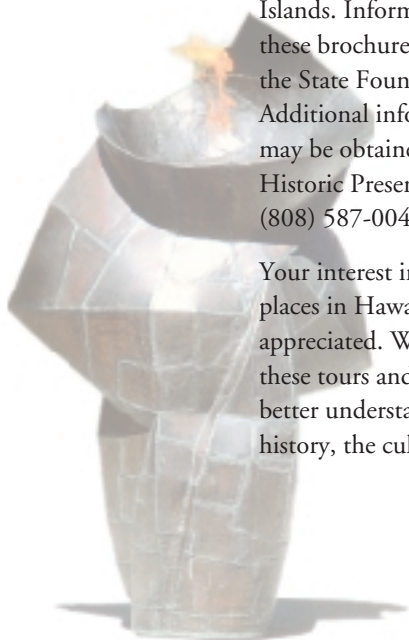 Islands. Inform
these brochure
the State Foun
Additional info
may be obtaine
Historic Preser
(808) 587-004
Your interest in
places in Hawa
appreciated. W
these tours and
better understa
history, the cul